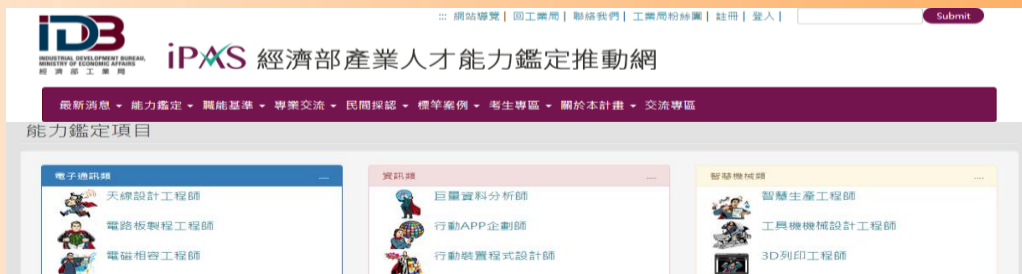 ::: 網站導覽| 回工業局| 聯絡我們| 工業局粉絲團| 註冊| 登入| Submit
IDB
INDUSTRIAL DEVELOPMENT BUREAU,
MINISTRY OF ECONOMIC AFFAIRS
經 濟 部 工 業 局
iPAS 經濟部產業人才能力鑑定推動網
最新消息 能力鑑定 職能基準 專業交流 民間採認 標竿案例 考生專區 關於本計畫 交流專區
能力鑑定項目
電子通訊類 ....
天線設計工程師
電路板製程工程師
電磁相容工程師
資訊類 ....
巨量資料分析師
行動APP企劃師
行動裝置程式設計師
智慧機械類 ....
智慧生產工程師
工具機機械設計工程師
3D列印工程師